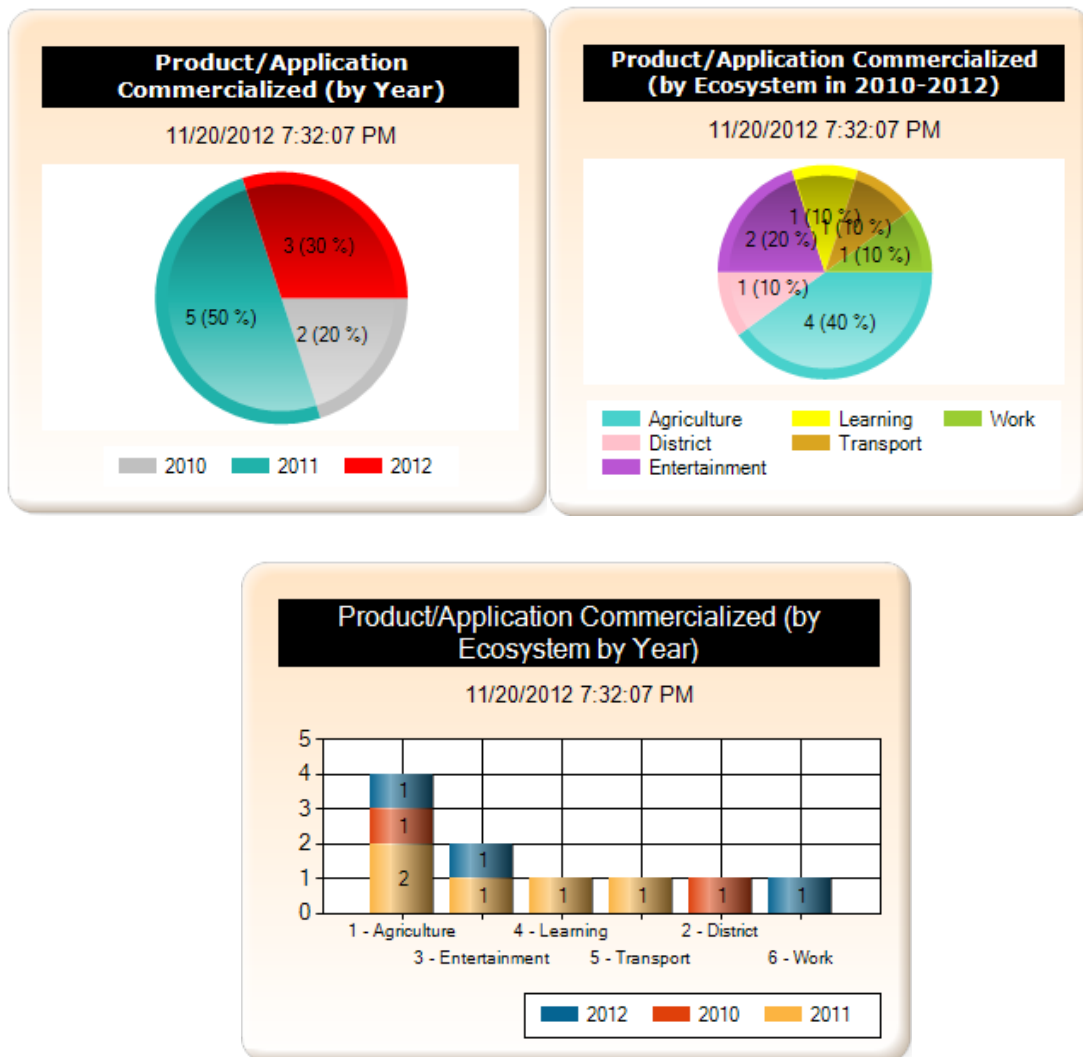 Product/Application
Commercialized (by Year)
11/20/2012 7:32:07 PM
3 (30 %)
5 (50 %)
2 (20 %)
2010
2011
2012
Product/Application Commercialized
(by Ecosystem in 2010-2012)
11/20/2012 7:32:07 PM
1 (10 %)
1 (10 %)
2 (20 %)
1 (10 %)
1 (10 %)
4 (40 %)
Agriculture
Learning
Work
District
Transport
Entertainment
Product/Application Commercialized (by
Ecosystem by Year)
11/20/2012 7:32:07 PM
5
4
3
2
1
0
1
1
2
1
1
1
1
1
1
1 - Agriculture
4 - Learning
2 - District
3 - Entertainment
5 - Transport
6 - Work
2012
2010
2011